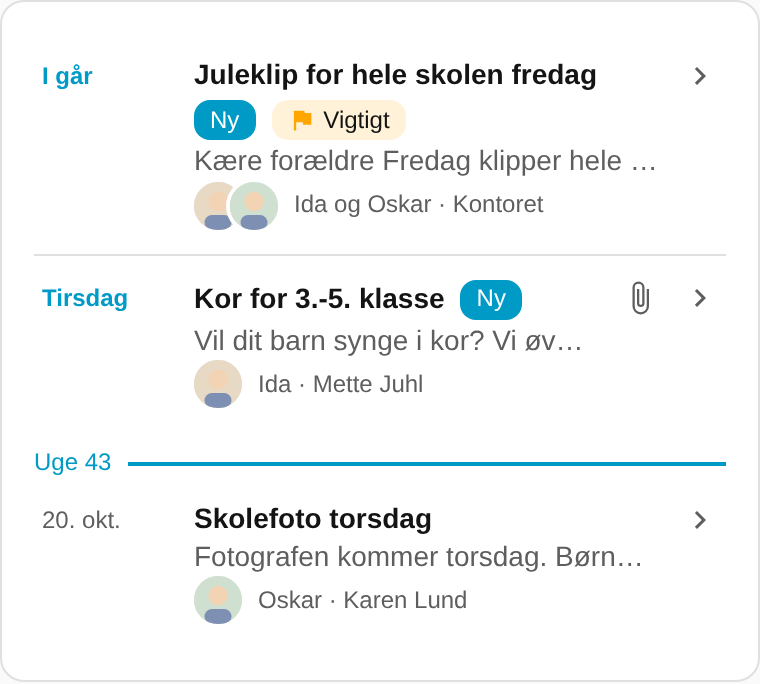 I går
Juleklip for hele skolen fredag
Ny
Vigtigt
Kære forældre Fredag klipper hele …
Ida og Oskar · Kontoret
Tirsdag
Kor for 3.-5. klasse
Ny
Vil dit barn synge i kor? Vi øv…
Ida · Mette Juhl
Uge 43
20. okt.
Skolefoto torsdag
Fotografen kommer torsdag. Børn…
Oskar · Karen Lund